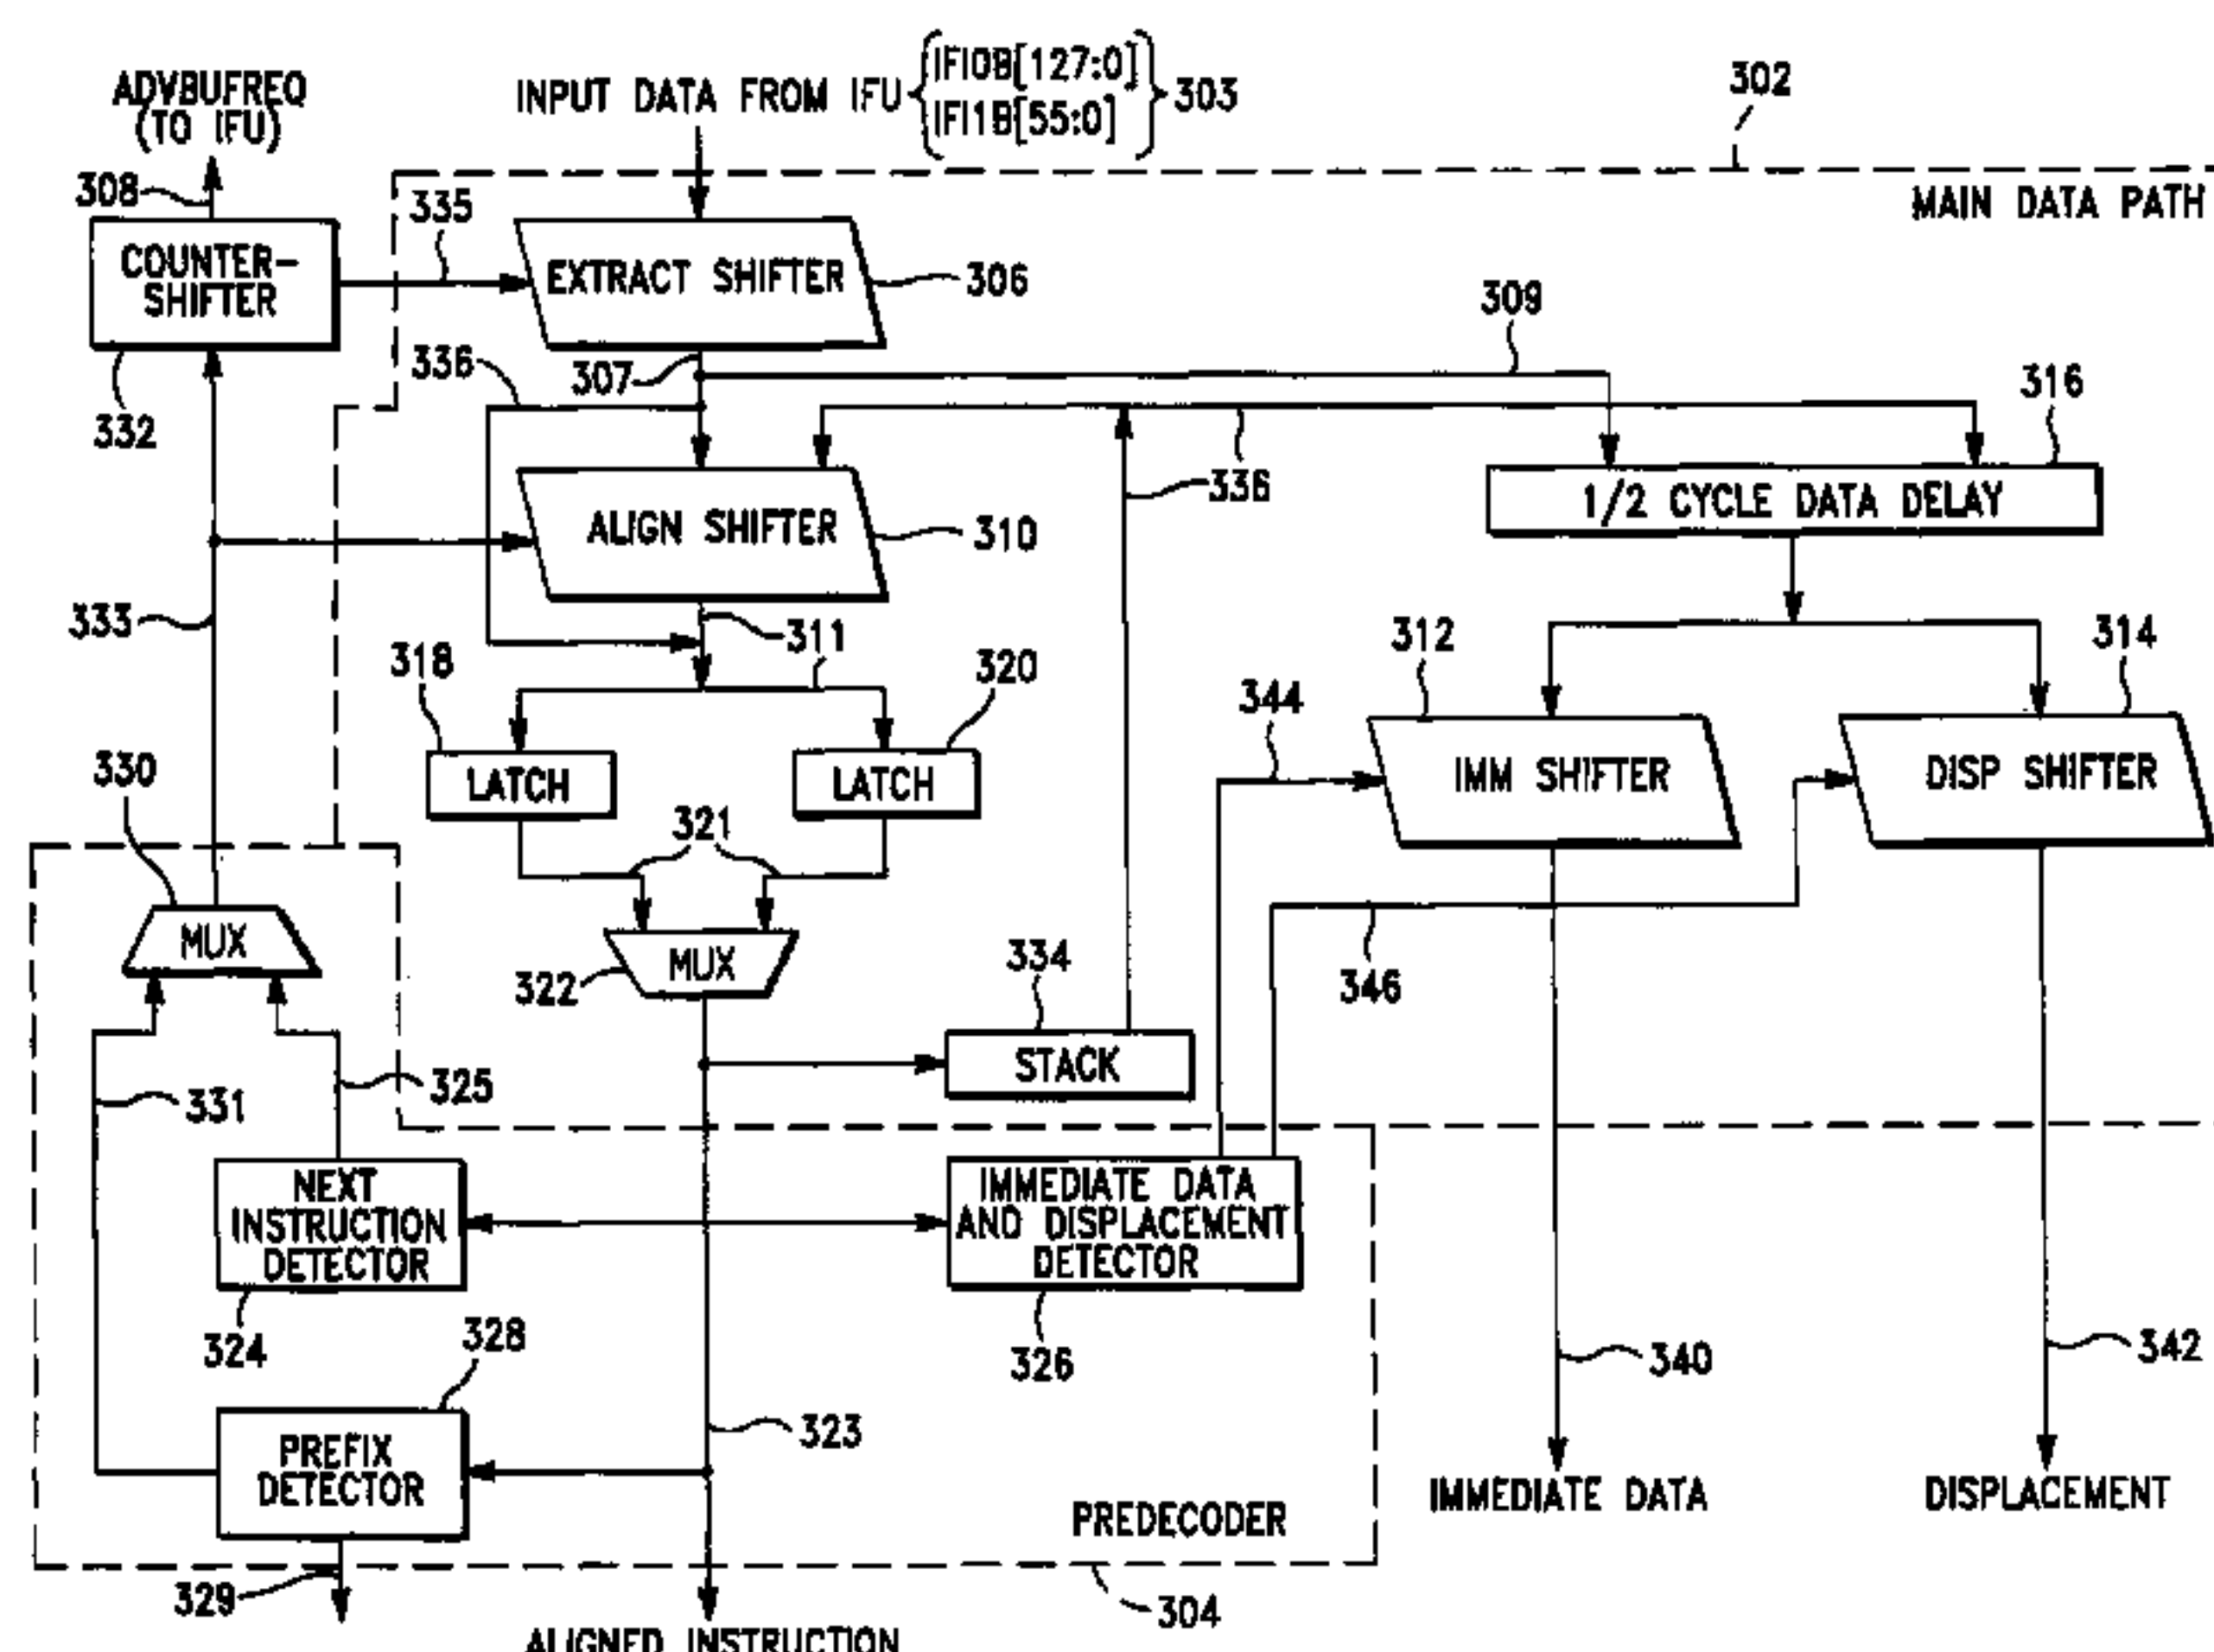 ADVBUFREQ
(TO IFU)
INPUT DATA FROM IFU
IFI0B[127:0]
IFI1B[55:0]
303
302
MAIN DATA PATH
308
335
COUNTER-
SHIFTER
EXTRACT SHIFTER
306
309
336
307
316
332
336
1/2 CYCLE DATA DELAY
ALIGN SHIFTER
310
333
311
318
320
312
314
344
330
LATCH
LATCH
IMM SHIFTER
DISP SHIFTER
321
MUX
MUX
322
334
346
STACK
331
325
NEXT
INSTRUCTION
DETECTOR
IMMEDIATE DATA
AND DISPLACEMENT
DETECTOR
324
328
326
340
342
323
PREFIX
DETECTOR
IMMEDIATE DATA
DISPLACEMENT
PREDECODER
329
304
ALIGNED INSTRUCTION